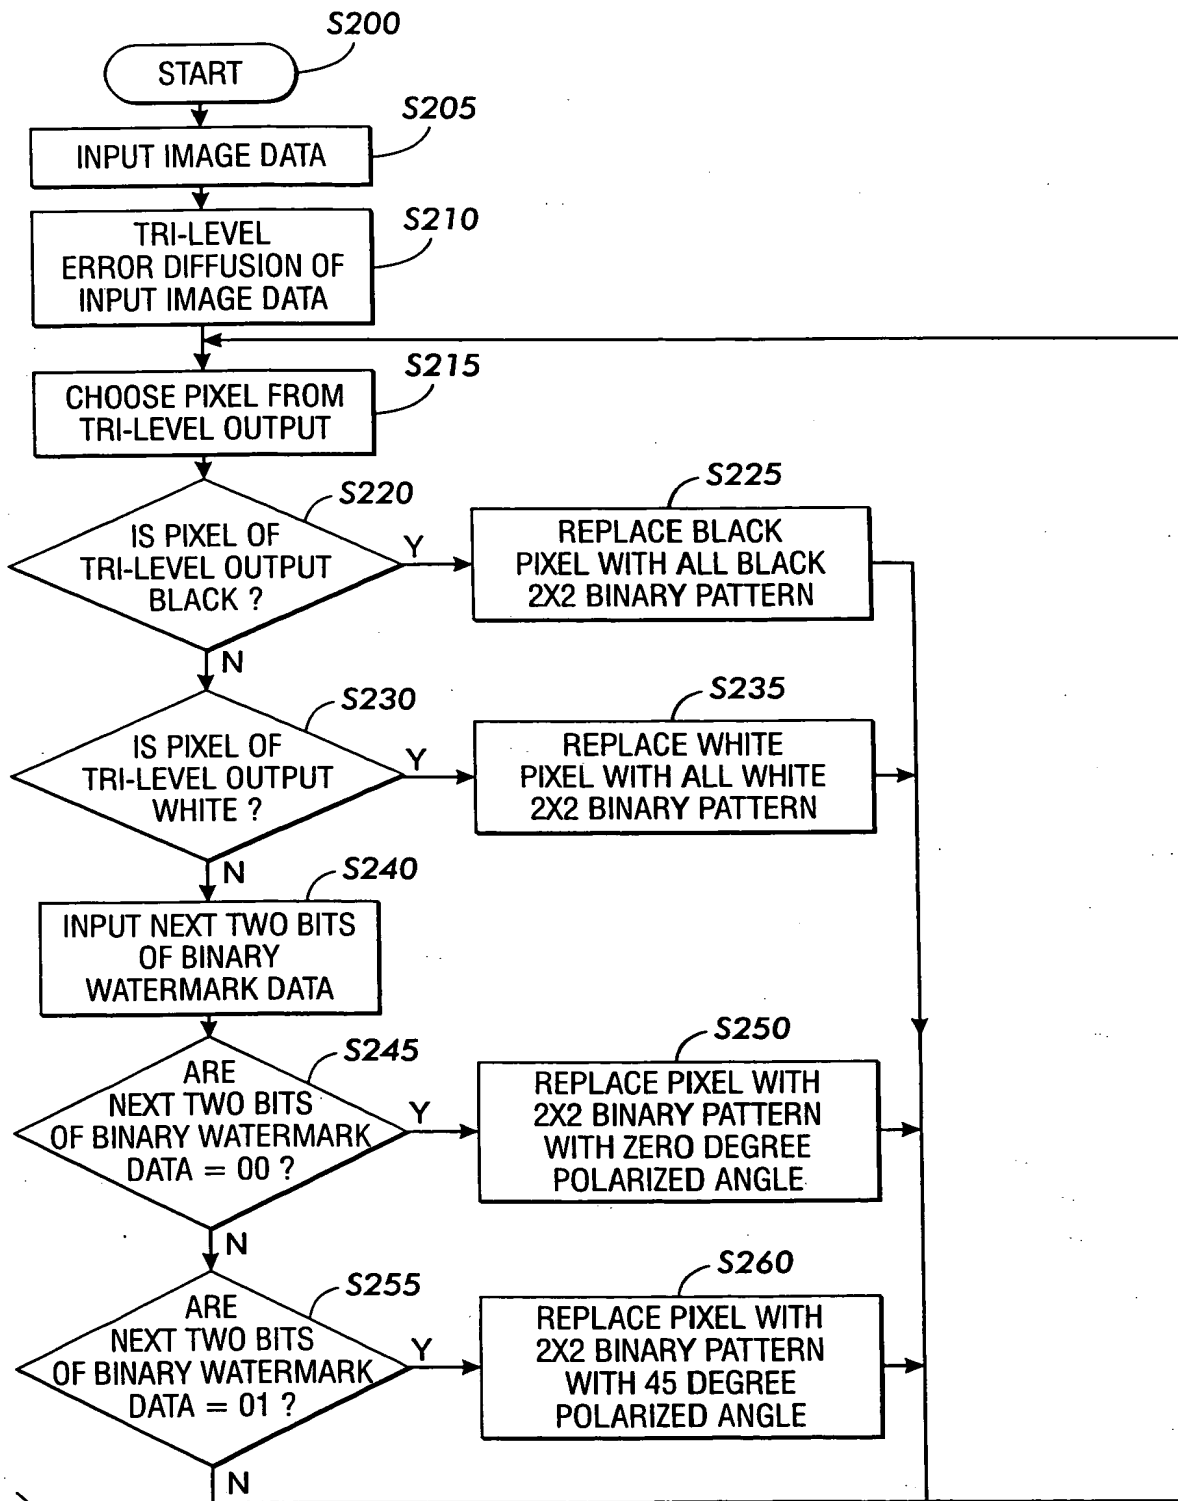 S200
START
S205
INPUT IMAGE DATA
S210
TRI-LEVEL
ERROR DIFFUSION OF
INPUT IMAGE DATA
S215
CHOOSE PIXEL FROM
TRI-LEVEL OUTPUT
S220
IS PIXEL OF
TRI-LEVEL OUTPUT
BLACK ?
Y
N
S225
REPLACE BLACK
PIXEL WITH ALL BLACK
2X2 BINARY PATTERN
S230
IS PIXEL OF
TRI-LEVEL OUTPUT
WHITE ?
Y
N
S235
REPLACE WHITE
PIXEL WITH ALL WHITE
2X2 BINARY PATTERN
S240
INPUT NEXT TWO BITS
OF BINARY
WATERMARK DATA
S245
ARE
NEXT TWO BITS
OF BINARY WATERMARK
DATA = 00 ?
Y
N
S250
REPLACE PIXEL WITH
2X2 BINARY PATTERN
WITH ZERO DEGREE
POLARIZED ANGLE
S255
ARE
NEXT TWO BITS
OF BINARY WATERMARK
DATA = 01 ?
Y
N
S260
REPLACE PIXEL WITH
2X2 BINARY PATTERN
WITH 45 DEGREE
POLARIZED ANGLE